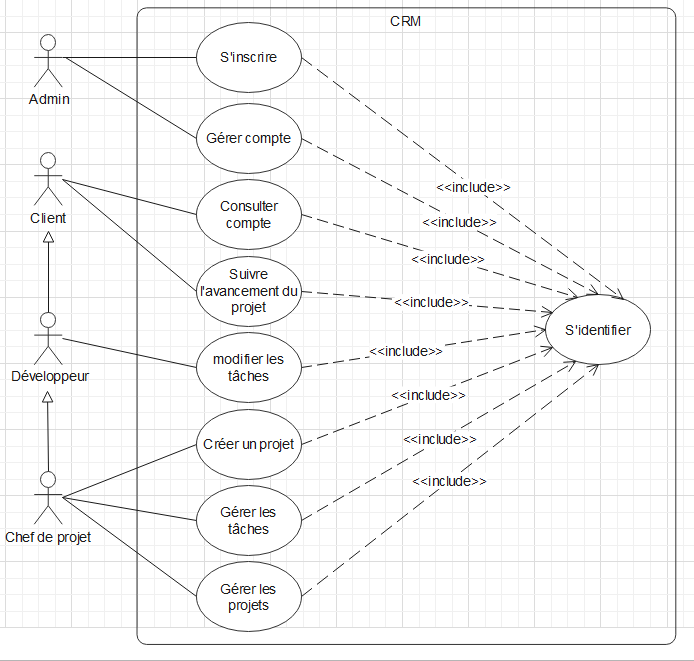 CRM
Admin
S'inscrire
Gérer compte
<<include>>
<<include>>
Client
Consulter
compte
<<include>>
Suivre
l'avancement du
projet
<<include>>
S'identifier
Développeur
modifier les
tâches
<<include>>
Créer un projet
<<include>>
Chef de projet
Gérer les
tâches
<<include>>
Gérer les
projets
<<include>>